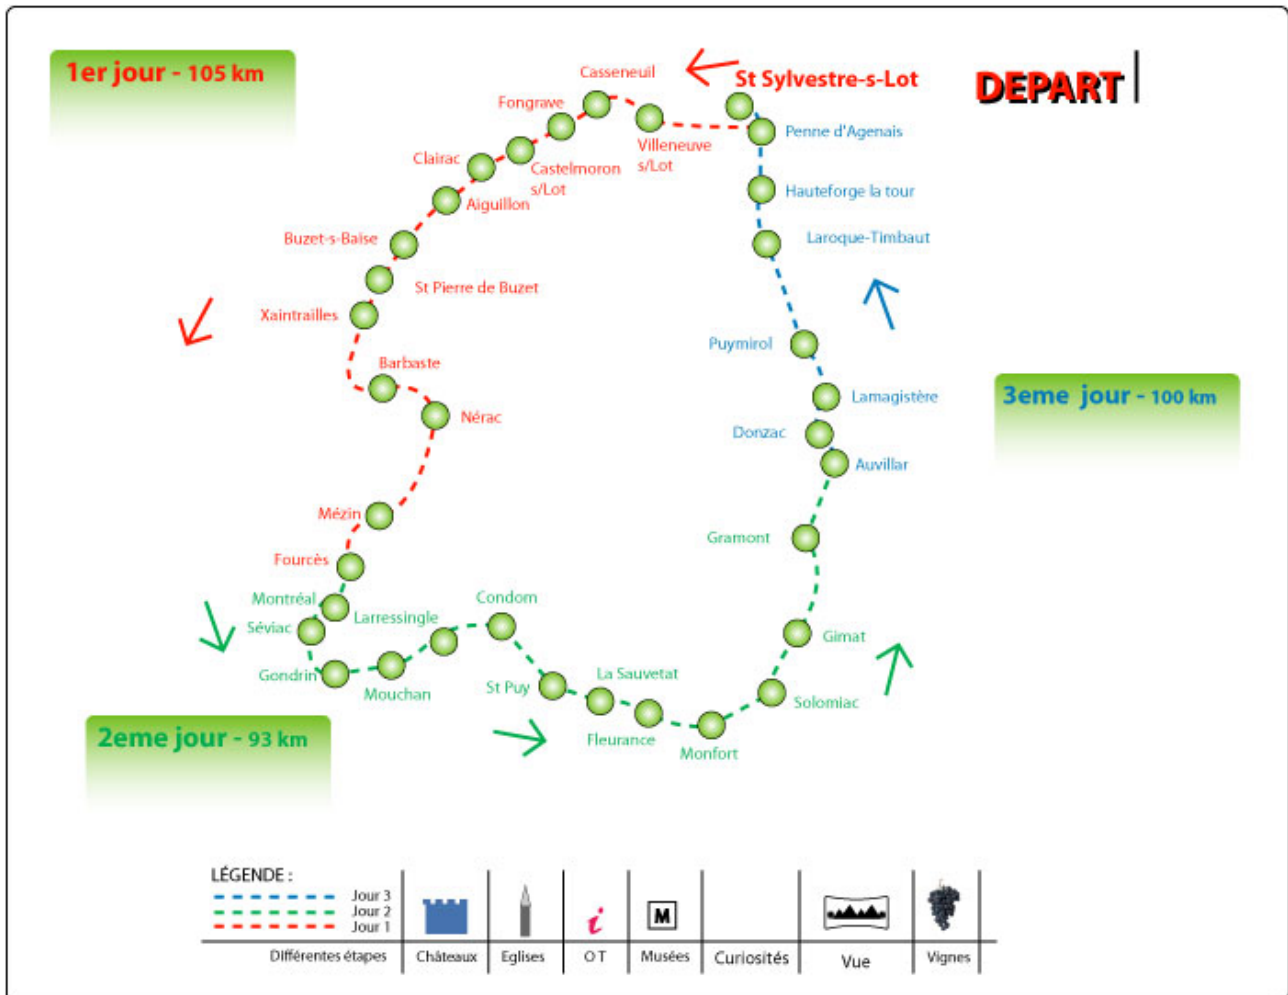 1er jour - 105 km
St Sylvestre-s-Lot
DEPART
Casseneuil
Fongrave
Villeneuve
s/Lot
Penne d'Agenais
Clairac
Castelmoron
s/Lot
Hauteforge la tour
Aiguillon
Buzet-s-Baïse
Laroque-Timbaut
St Pierre de Buzet
Xaintrailles
Puymirol
Barbaste
Lamagistère
3eme jour - 100 km
Nérac
Donzac
Auvillar
Mézin
Gramont
Fourcès
Montréal
Larressingle
Condom
Séviac
Gimat
Gondrin
Mouchan
St Puy
La Sauvetat
Solomiac
Fleurance
Monfort
2eme jour - 93 km
LÉGENDE :
Jour 3
Jour 2
Jour 1
i
M
Différentes étapes
Châteaux
Eglises
O T
Musées
Curiosités
Vue
Vignes